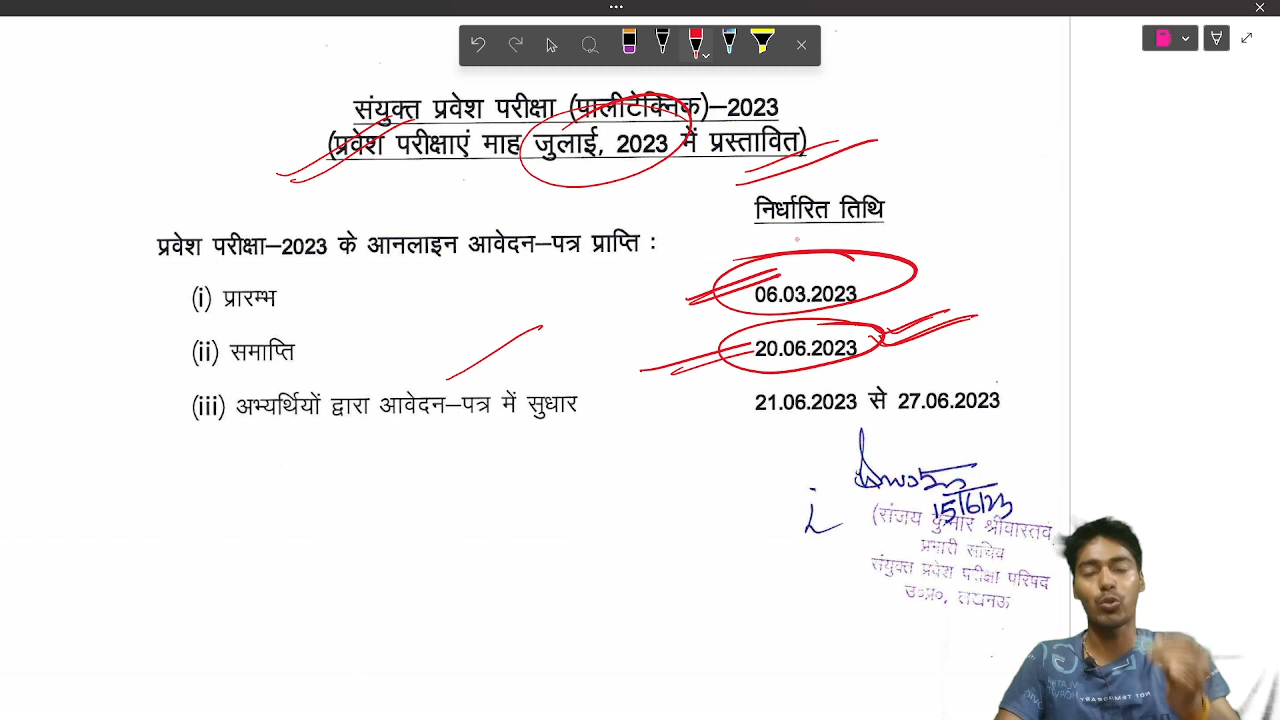 संयुक्त प्रवेश परीक्षा (पालीटेक्निक)–2023
(प्रवेश परीक्षाएं माह जुलाई, 2023 में प्रस्तावित)
निर्धारित तिथि
प्रवेश परीक्षा–2023 के आनलाइन आवेदन–पत्र प्राप्ति :
(i) प्रारम्भ 06.03.2023
(ii) समाप्ति 20.06.2023
(iii) अभ्यर्थियों द्वारा आवेदन–पत्र में सुधार 21.06.2023 से 27.06.2023
15/6/23
(संजय कुमार श्रीवास्तव
प्रभारी सचिव
संयुक्त प्रवेश परीक्षा परिषद
उ०प्र०, लखनऊ